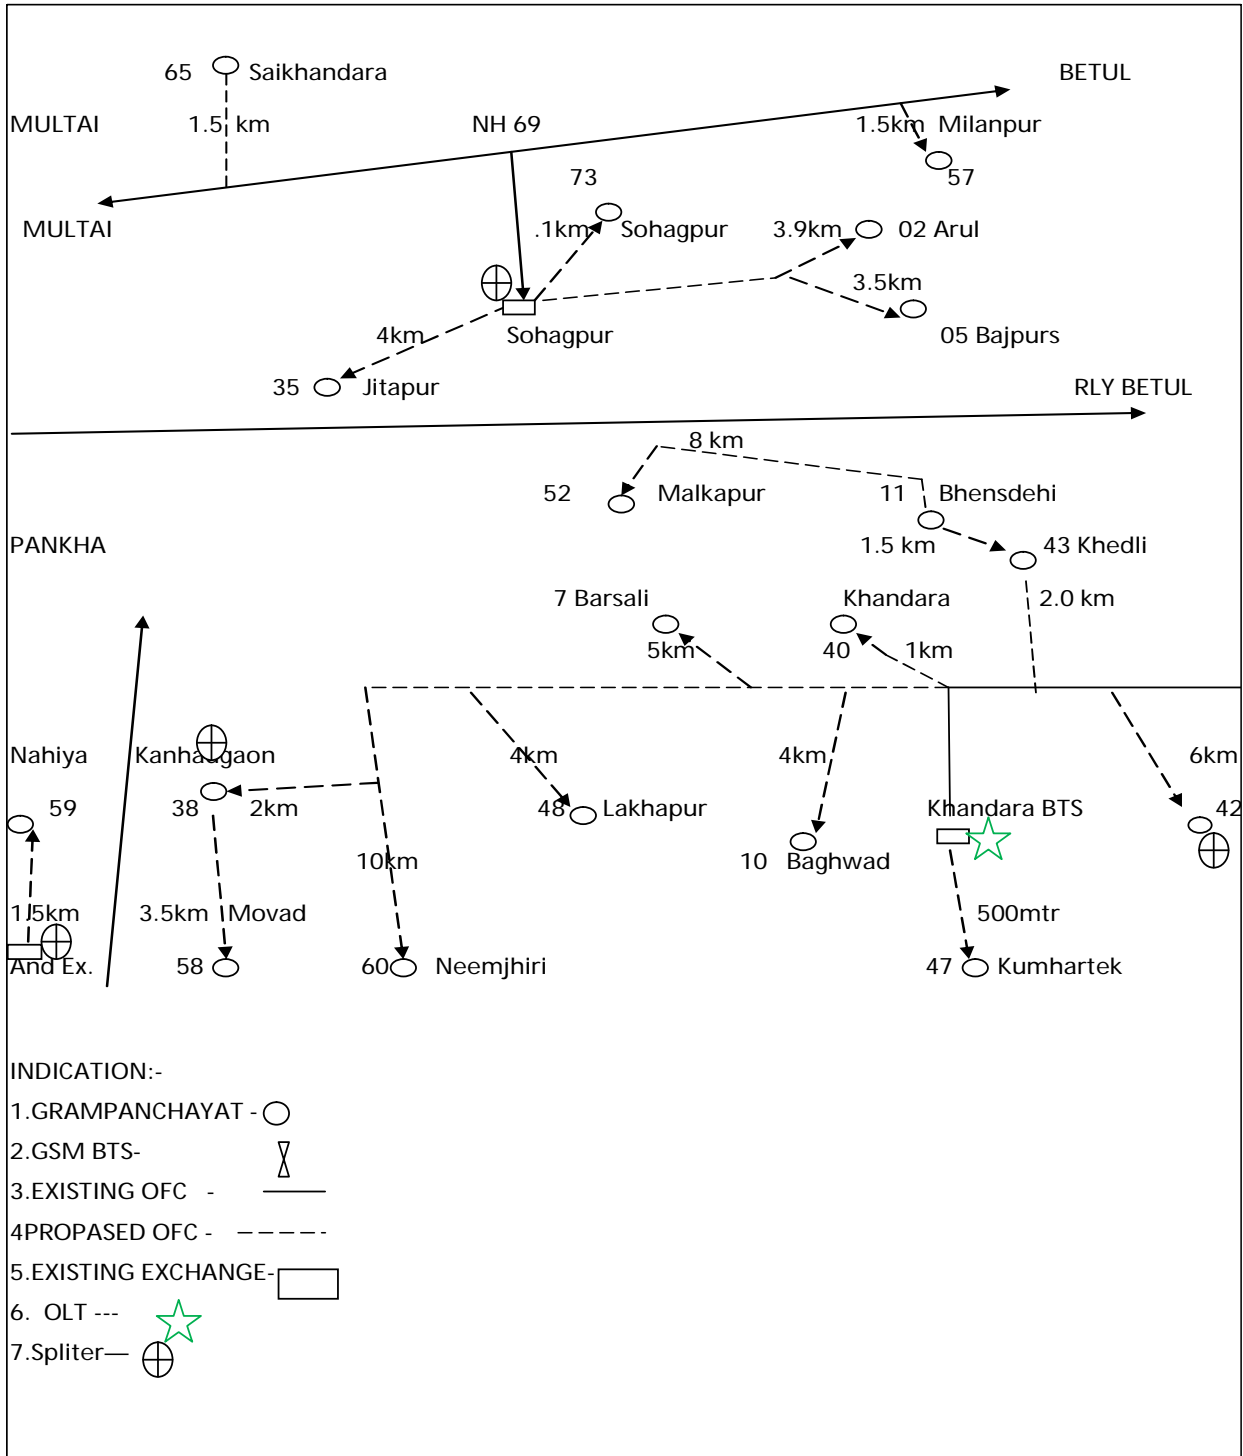 65 Saikhandara
BETUL
MULTAI 1.5 km NH 69 1.5km Milanpur
73 57
MULTAI .1km Sohagpur 3.9km 02 Arul
3.5km
4km Sohagpur 05 Bajpurs
35 Jitapur RLY BETUL
8 km
52 Malkapur 11 Bhensdehi
PANKHA 1.5 km 43 Khedli
7 Barsali Khandara 2.0 km
5km 40 1km
Nahiya Kanhaugaon 4km 4km 6km
59 38 2km 48 Lakhapur Khandara BTS 42
10km 10 Baghwad
1.5km 3.5km Movad 500mtr
And Ex. 58 60 Neemjhiri 47 Kumhartek
INDICATION:-
1.GRAMPANCHAYAT -
2.GSM BTS-
3.EXISTING OFC -
4PROPASED OFC -
5.EXISTING EXCHANGE-
6. OLT ---
7.Spliter—